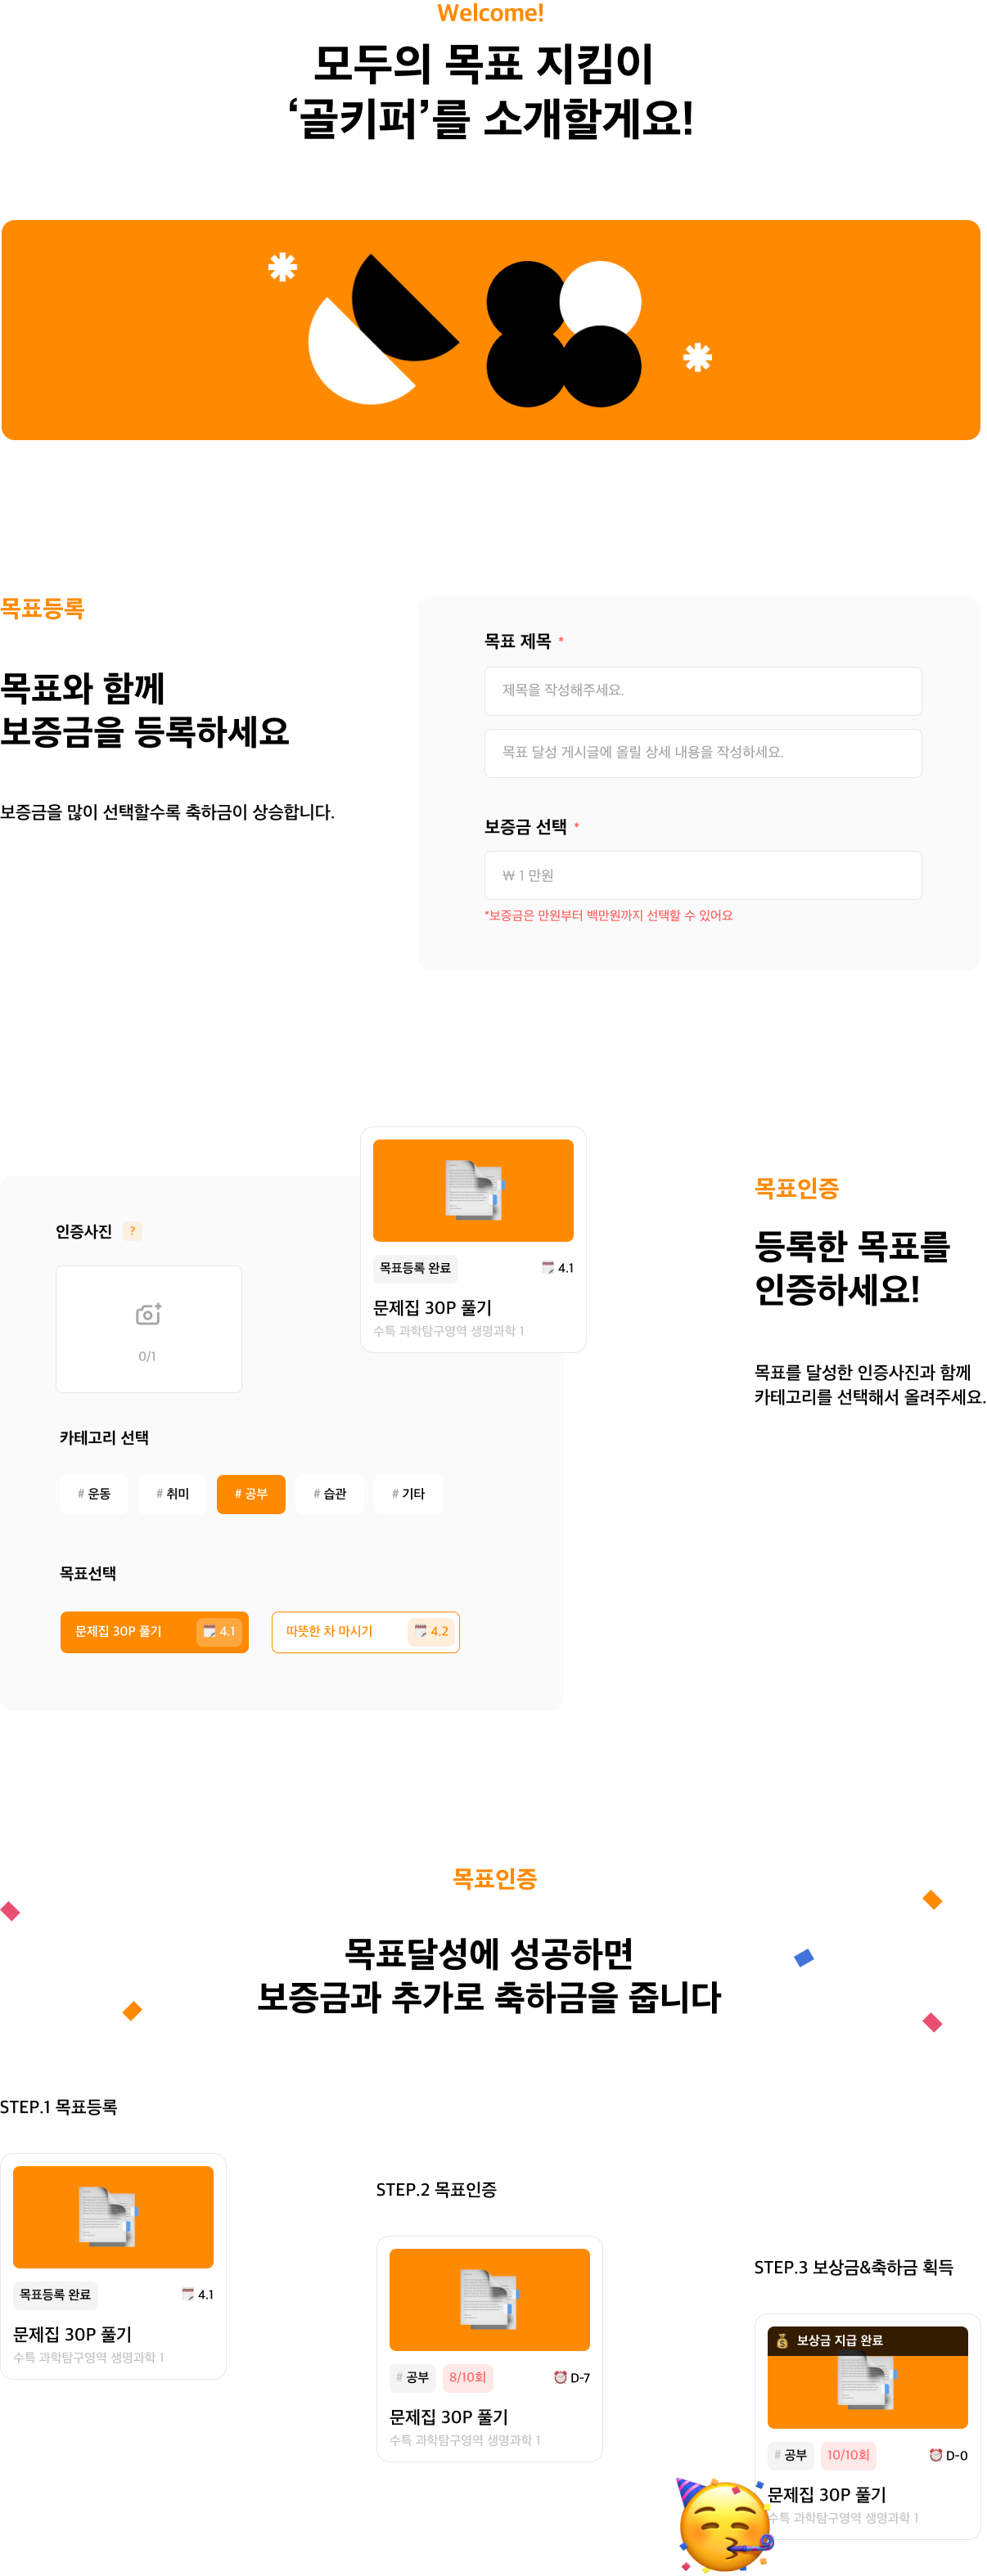 Welcome!
모두의 목표 지킴이
‘골키퍼’를 소개할게요!
목표등록
목표와 함께
보증금을 등록하세요
보증금을 많이 선택할수록 축하금이 상승합니다.
목표 제목 *
제목을 작성해주세요.
목표 달성 게시글에 올릴 상세 내용을 작성하세요.
보증금 선택 *
₩ 1 만원
*보증금은 만원부터 백만원까지 선택할 수 있어요
인증사진 ?
0/1
카테고리 선택
# 운동 # 취미 # 공부 # 습관 # 기타
목표선택
문제집 30P 풀기 4.1
따뜻한 차 마시기 4.2
목표등록 완료 4.1
문제집 30P 풀기
수특 과학탐구영역 생명과학 1
목표인증
등록한 목표를
인증하세요!
목표를 달성한 인증사진과 함께
카테고리를 선택해서 올려주세요.
목표인증
목표달성에 성공하면
보증금과 추가로 축하금을 줍니다
STEP.1 목표등록
목표등록 완료 4.1
문제집 30P 풀기
수특 과학탐구영역 생명과학 1
STEP.2 목표인증
# 공부 8/10회 D-7
문제집 30P 풀기
수특 과학탐구영역 생명과학 1
STEP.3 보상금&축하금 획득
보상금 지급 완료
# 공부 10/10회 D-0
문제집 30P 풀기
수특 과학탐구영역 생명과학 1